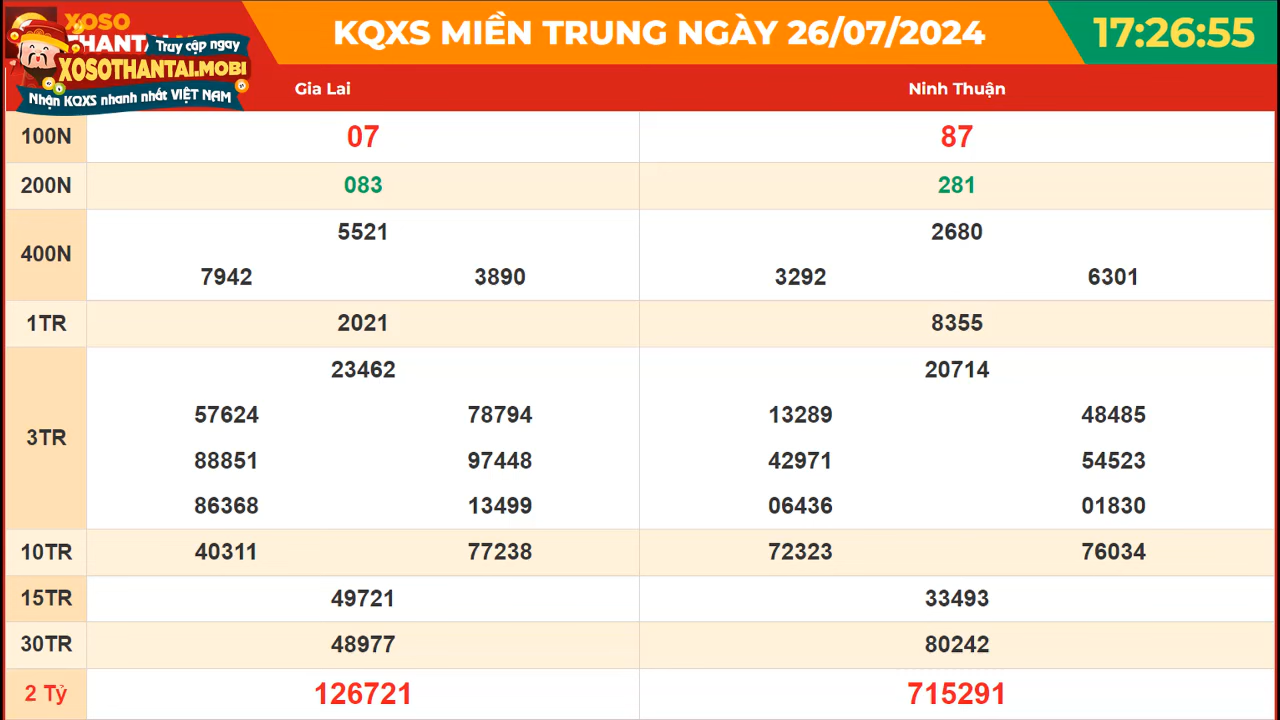 XOSO
THANTAI
Truy cập ngay
XOSOTHANTAI.MOBI
Nhận KQXS nhanh nhất VIỆT NAM
KQXS MIỀN TRUNG NGÀY 26/07/2024
17:26:55
Gia Lai Ninh Thuận
100N 07 87
200N 083 281
400N
5521 2680
7942 3890 3292 6301
1TR 2021 8355
3TR
23462 20714
57624 78794 13289 48485
88851 97448 42971 54523
86368 13499 06436 01830
10TR 40311 77238 72323 76034
15TR 49721 33493
30TR 48977 80242
2 Tỷ 126721 715291